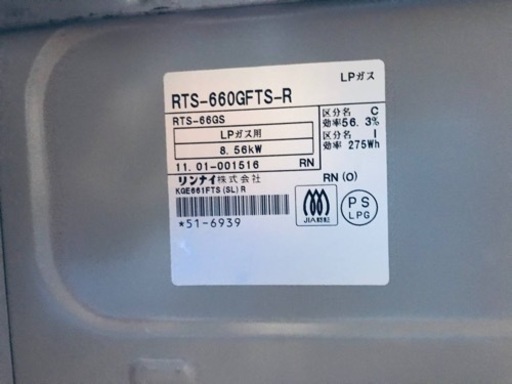 LPガス
RTS-660GFTS-R
RTS-66GS
区分名 C
効率56.3%
LPガス用
区分名 I
8.56kW
効率 275Wh
11.01-001516 RN
リンナイ株式会社 RN(O)
KGE661FTS(SL)R
JIA認証
PS
LPG
*51-6939